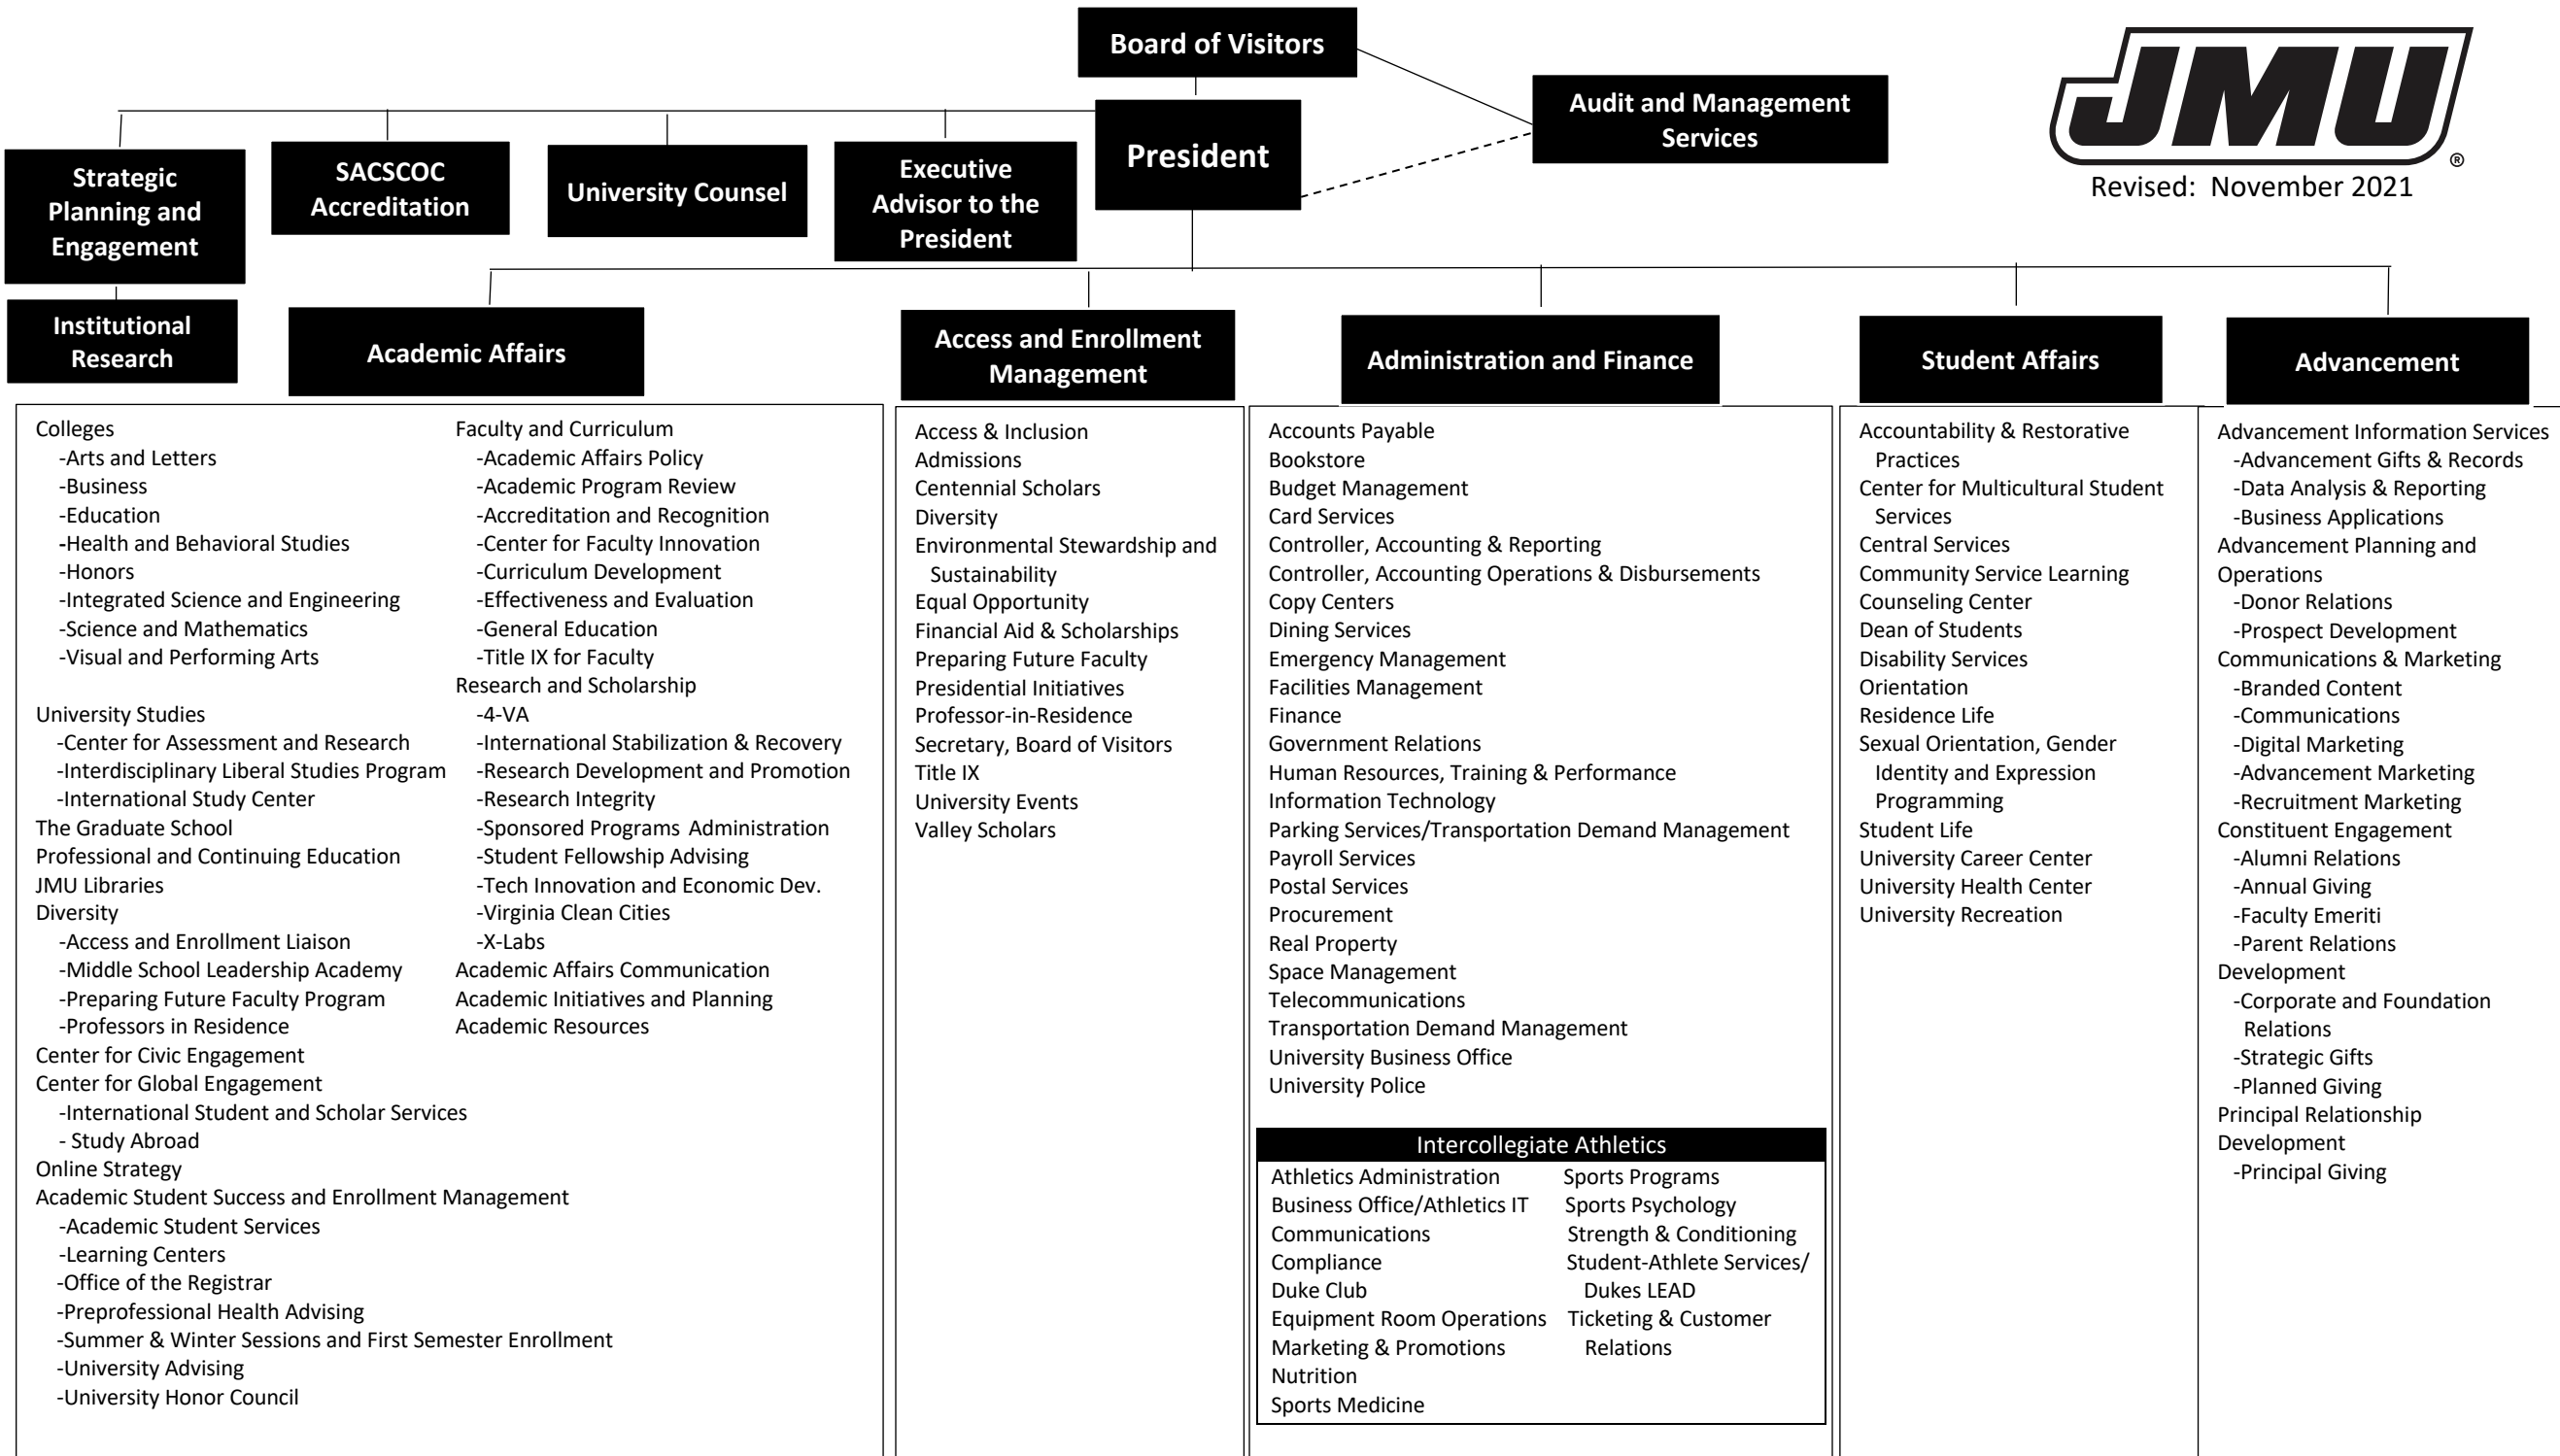 Board of Visitors
Audit and Management
Services
JMU
®
Revised: November 2021
President
Strategic
Planning and
Engagement
SACSCOC
Accreditation
University Counsel
Executive
Advisor to the
President
Institutional
Research
Academic Affairs
Access and Enrollment
Management
Administration and Finance
Student Affairs
Advancement
Colleges
-Arts and Letters
-Business
-Education
-Health and Behavioral Studies
-Honors
-Integrated Science and Engineering
-Science and Mathematics
-Visual and Performing Arts
University Studies
-Center for Assessment and Research
-Interdisciplinary Liberal Studies Program
-International Study Center
The Graduate School
Professional and Continuing Education
JMU Libraries
Diversity
-Access and Enrollment Liaison
-Middle School Leadership Academy
-Preparing Future Faculty Program
-Professors in Residence
Center for Civic Engagement
Center for Global Engagement
-International Student and Scholar Services
- Study Abroad
Online Strategy
Academic Student Success and Enrollment Management
-Academic Student Services
-Learning Centers
-Office of the Registrar
-Preprofessional Health Advising
-Summer & Winter Sessions and First Semester Enrollment
-University Advising
-University Honor Council
Faculty and Curriculum
-Academic Affairs Policy
-Academic Program Review
-Accreditation and Recognition
-Center for Faculty Innovation
-Curriculum Development
-Effectiveness and Evaluation
-General Education
-Title IX for Faculty
Research and Scholarship
-4-VA
-International Stabilization & Recovery
-Research Development and Promotion
-Research Integrity
-Sponsored Programs Administration
-Student Fellowship Advising
-Tech Innovation and Economic Dev.
-Virginia Clean Cities
-X-Labs
Academic Affairs Communication
Academic Initiatives and Planning
Academic Resources
Access & Inclusion
Admissions
Centennial Scholars
Diversity
Environmental Stewardship and
Sustainability
Equal Opportunity
Financial Aid & Scholarships
Preparing Future Faculty
Presidential Initiatives
Professor-in-Residence
Secretary, Board of Visitors
Title IX
University Events
Valley Scholars
Accounts Payable
Bookstore
Budget Management
Card Services
Controller, Accounting & Reporting
Controller, Accounting Operations & Disbursements
Copy Centers
Dining Services
Emergency Management
Facilities Management
Finance
Government Relations
Human Resources, Training & Performance
Information Technology
Parking Services/Transportation Demand Management
Payroll Services
Postal Services
Procurement
Real Property
Space Management
Telecommunications
Transportation Demand Management
University Business Office
University Police
Intercollegiate Athletics
Athletics Administration
Business Office/Athletics IT
Communications
Compliance
Duke Club
Equipment Room Operations
Marketing & Promotions
Nutrition
Sports Medicine
Sports Programs
Sports Psychology
Strength & Conditioning
Student-Athlete Services/
Dukes LEAD
Ticketing & Customer
Relations
Accountability & Restorative
Practices
Center for Multicultural Student
Services
Central Services
Community Service Learning
Counseling Center
Dean of Students
Disability Services
Orientation
Residence Life
Sexual Orientation, Gender
Identity and Expression
Programming
Student Life
University Career Center
University Health Center
University Recreation
Advancement Information Services
-Advancement Gifts & Records
-Data Analysis & Reporting
-Business Applications
Advancement Planning and
Operations
-Donor Relations
-Prospect Development
Communications & Marketing
-Branded Content
-Communications
-Digital Marketing
-Advancement Marketing
-Recruitment Marketing
Constituent Engagement
-Alumni Relations
-Annual Giving
-Faculty Emeriti
-Parent Relations
Development
-Corporate and Foundation
Relations
-Strategic Gifts
-Planned Giving
Principal Relationship
Development
-Principal Giving